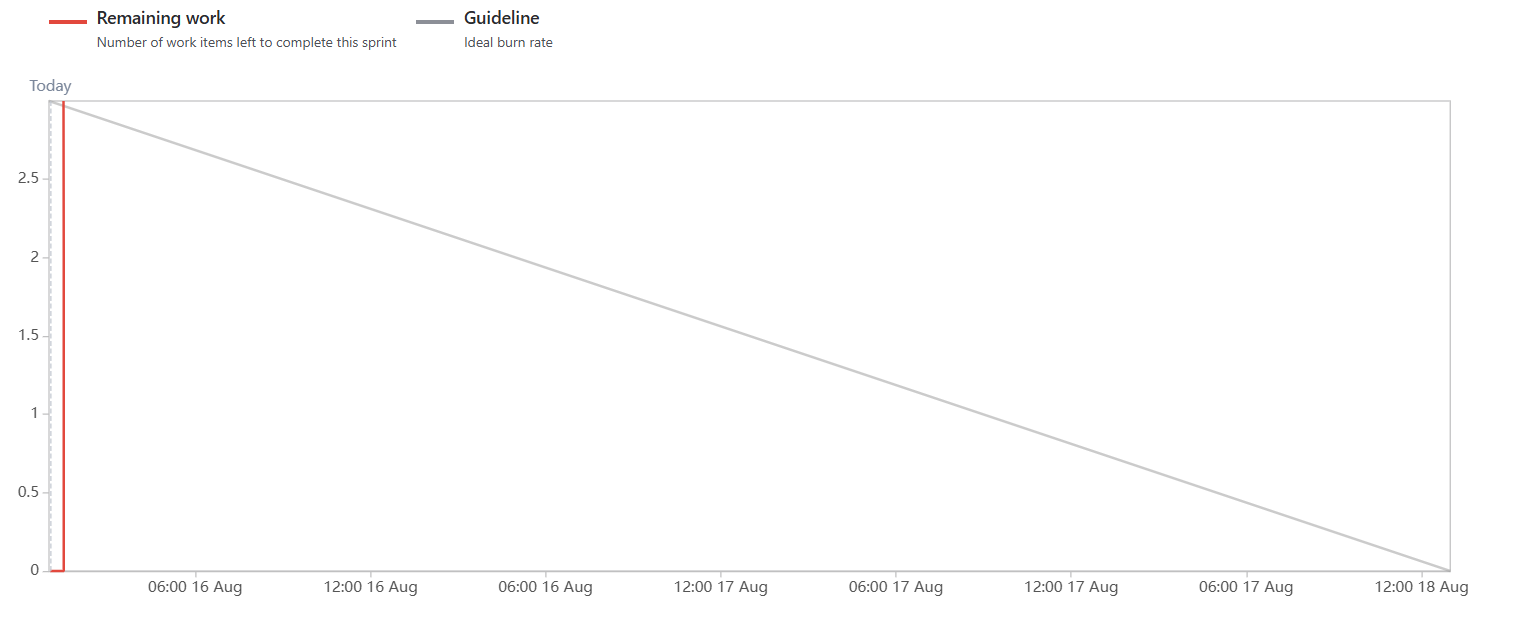 Remaining work
Number of work items left to complete this sprint
Guideline
Ideal burn rate
Today
2.5
2
1.5
1
0.5
0
06:00 16 Aug
12:00 16 Aug
06:00 16 Aug
12:00 17 Aug
06:00 17 Aug
12:00 17 Aug
06:00 17 Aug
12:00 18 Aug